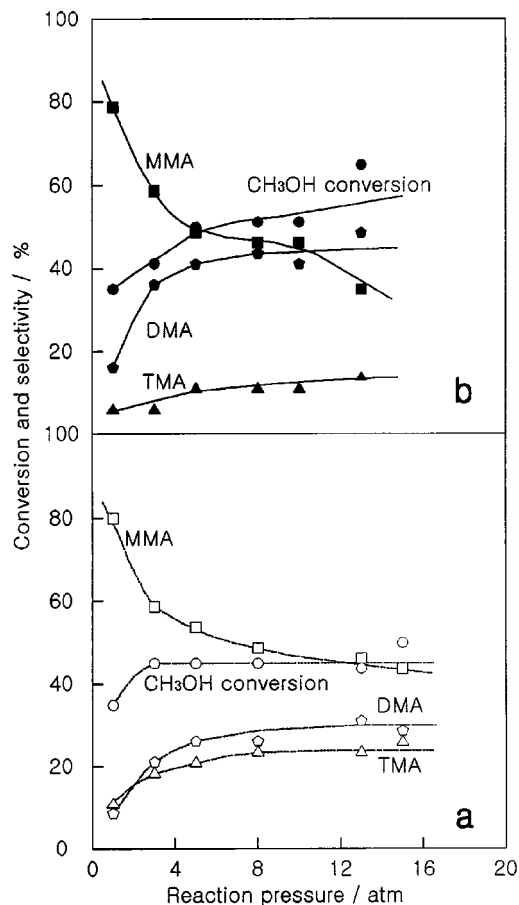 100
80
60
40
20
MMA
CH3OH conversion
DMA
TMA
b
Conversion and selectivity / %
100
80
60
40
20
0
MMA
CH3OH conversion
DMA
TMA
a
0 4 8 12 16 20
Reaction pressure / atm